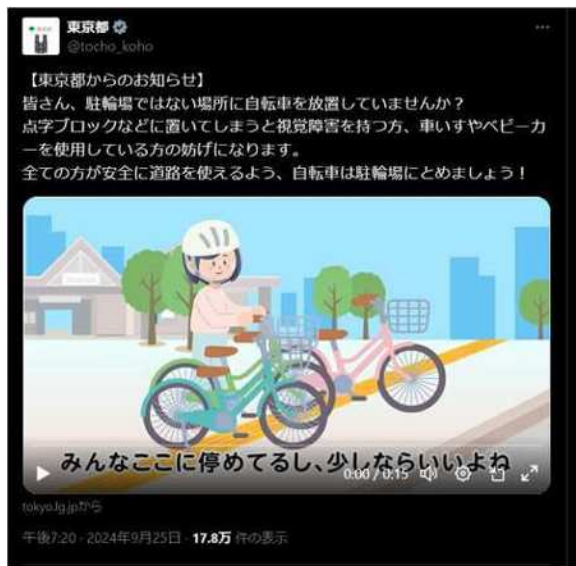 東京都
@tocho_koho
【東京都からのお知らせ】
皆さん、駐輪場ではない場所に自転車を放置していませんか？
点字ブロックなどに置いてしまうと視覚障害を持つ方、車いすやベビーカ
ーを使用している方の妨げになります。
全ての方が安全に道路を使えるよう、自転車は駐輪場にとめましょう！
みんなここに停めてるし、少しならいいよね
0:00 / 0:15
tokyo.lg.jpから
午後7:20 · 2024年9月25日 · 17.8万 件の表示